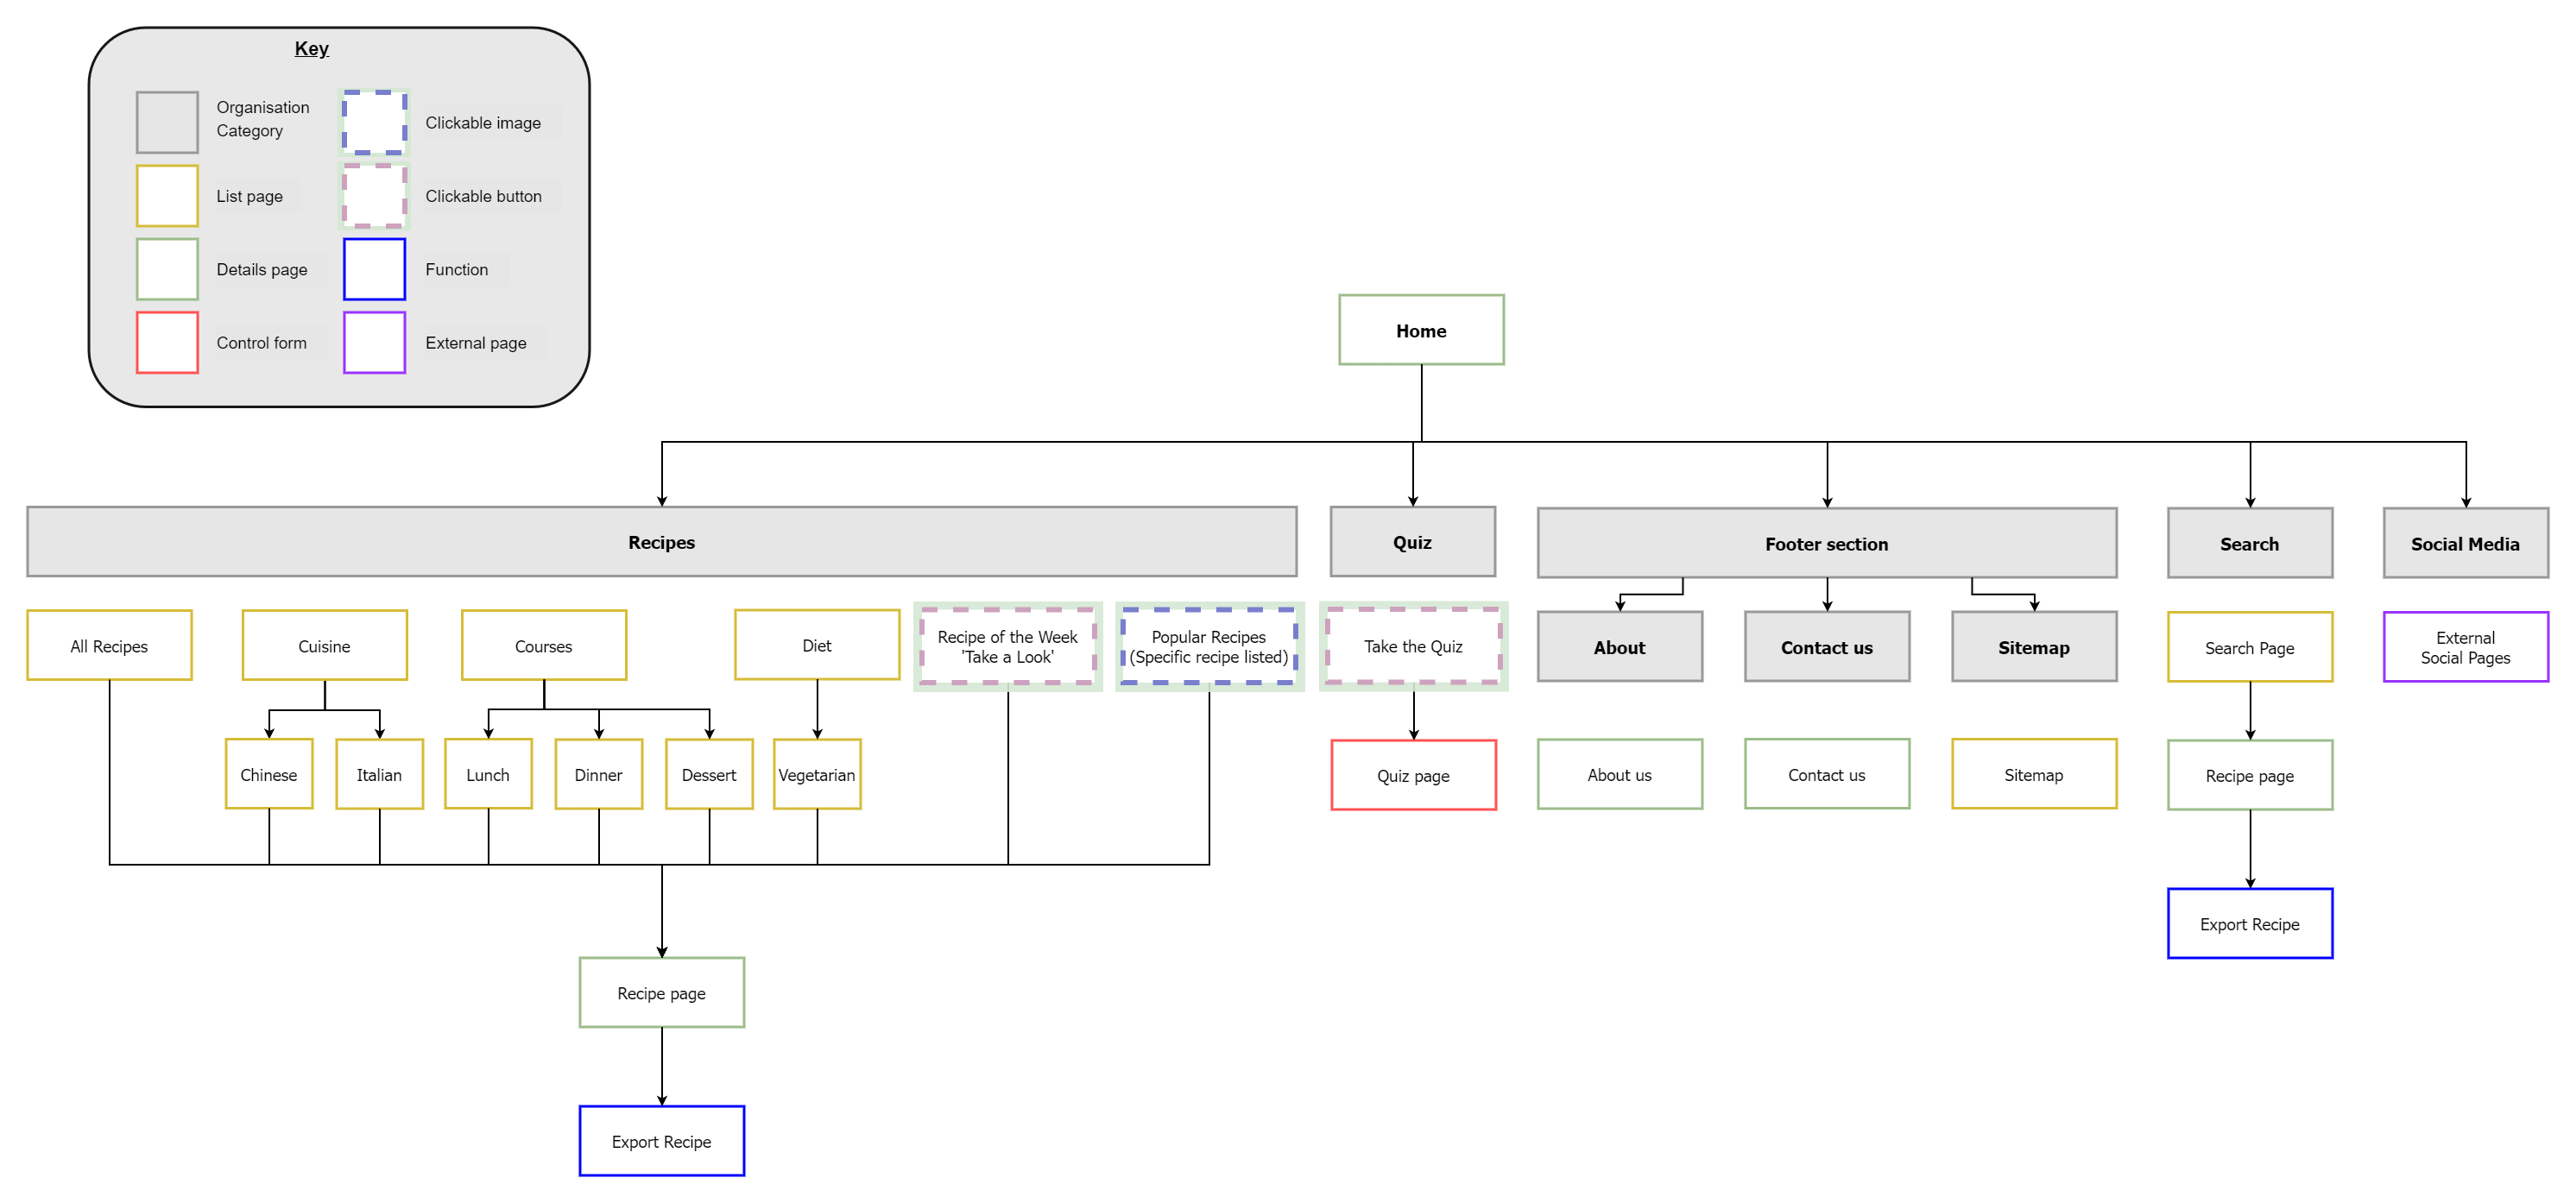 Key
Organisation
Category
Clickable image
List page
Clickable button
Details page
Function
Control form
External page
Home
Recipes
Quiz
Footer section
Search
Social Media
All Recipes
Cuisine
Courses
Diet
Recipe of the Week
'Take a Look'
Popular Recipes
(Specific recipe listed)
Take the Quiz
About
Contact us
Sitemap
Search Page
External
Social Pages
Chinese
Italian
Lunch
Dinner
Dessert
Vegetarian
Quiz page
About us
Contact us
Sitemap
Recipe page
Export Recipe
Recipe page
Export Recipe